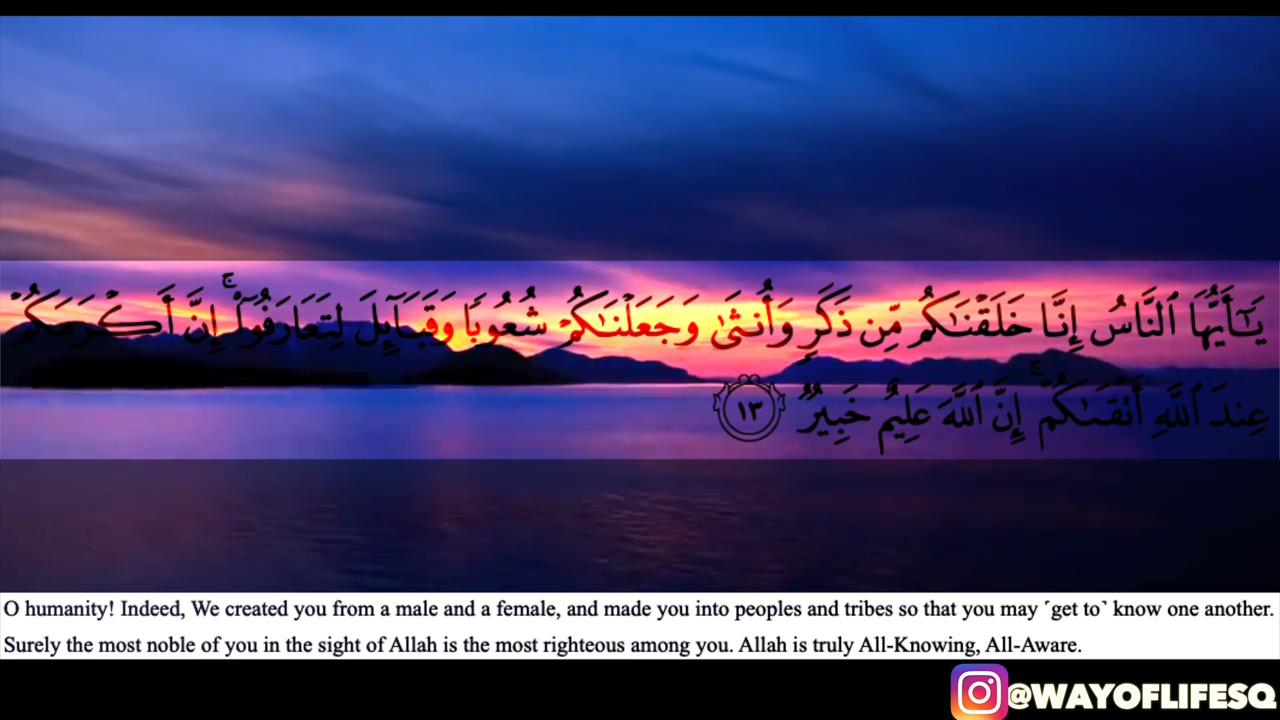 يَـٰٓأَيُّهَا ٱلنَّاسُ إِنَّا خَلَقْنَـٰكُم مِّن ذَكَرٍ وَأُنثَىٰ وَجَعَلْنَـٰكُمْ شُعُوبًا وَقَبَآئِلَ لِتَعَارَفُوٓا۟ ۚ إِنَّ أَكْرَمَكُمْ
عِندَ ٱللَّهِ أَتْقَىٰكُمْ ۚ إِنَّ ٱللَّهَ عَلِيمٌ خَبِيرٌ ١٣
O humanity! Indeed, We created you from a male and a female, and made you into peoples and tribes so that you may ˹get to˺ know one another.
Surely the most noble of you in the sight of Allah is the most righteous among you. Allah is truly All-Knowing, All-Aware.
@WAYOFLIFESQ